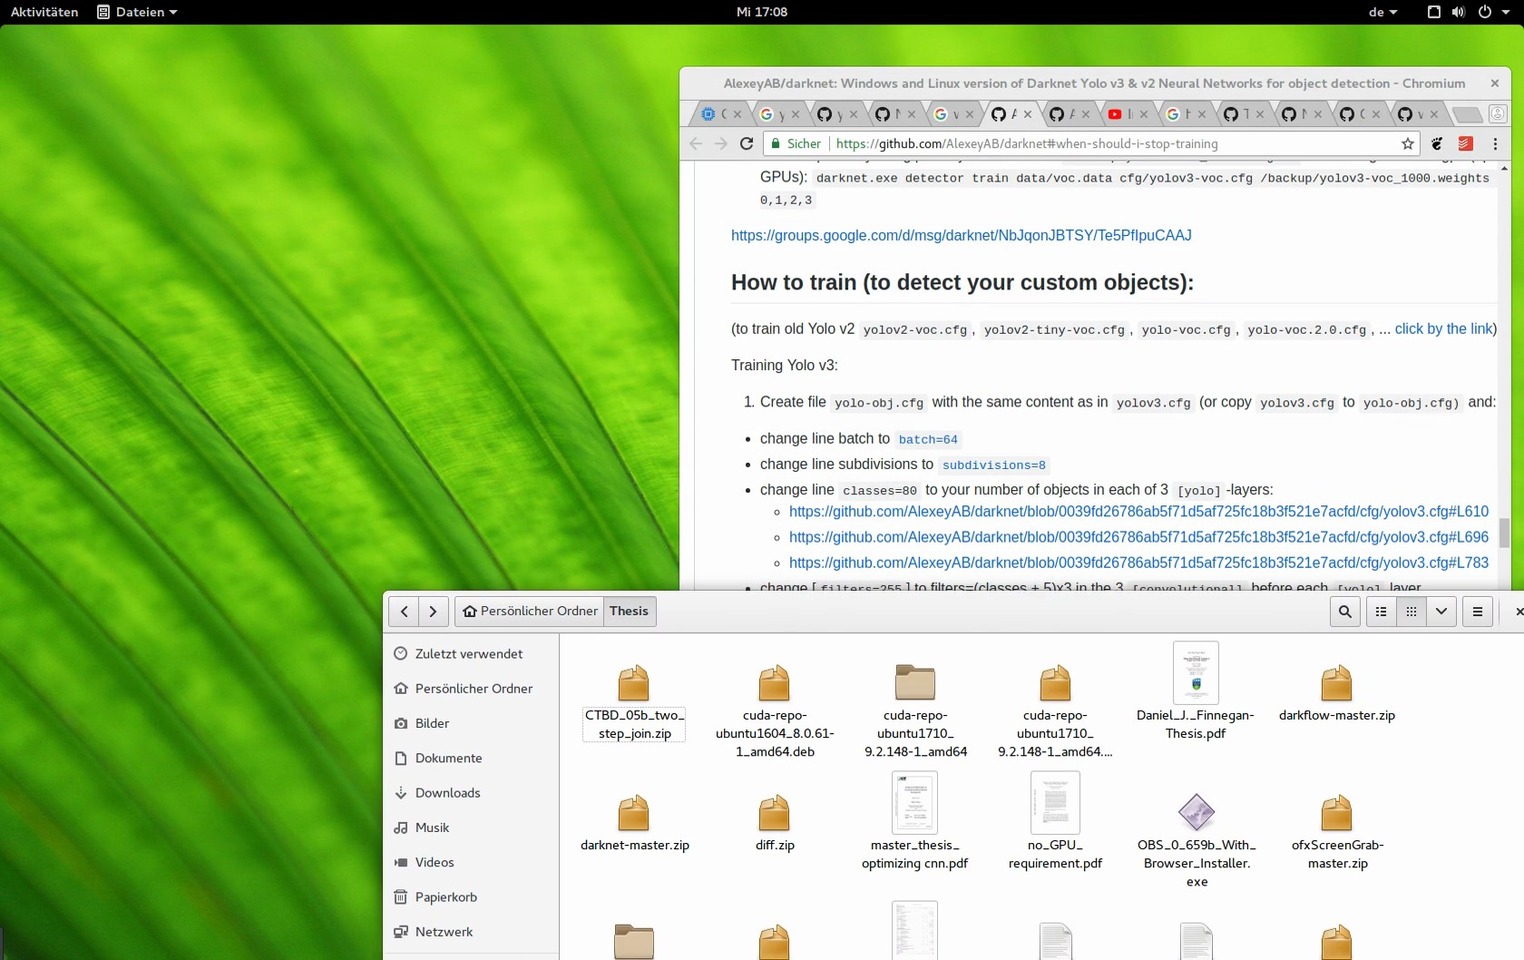 Aktivitäten
Dateien
Mi 17:08
de
AlexeyAB/darknet: Windows and Linux version of Darknet Yolo v3 & v2 Neural Networks for object detection - Chromium
Sicher
https://github.com/AlexeyAB/darknet#when-should-i-stop-training
GPUs): darknet.exe detector train data/voc.data cfg/yolov3-voc.cfg /backup/yolov3-voc_1000.weights
0,1,2,3
https://groups.google.com/d/msg/darknet/NbJqonJBTSY/Te5PfIpuCAAJ
How to train (to detect your custom objects):
(to train old Yolo v2 yolov2-voc.cfg, yolov2-tiny-voc.cfg, yolo-voc.cfg, yolo-voc.2.0.cfg, ... click by the link)
Training Yolo v3:
1. Create file yolo-obj.cfg with the same content as in yolov3.cfg (or copy yolov3.cfg to yolo-obj.cfg) and:
• change line batch to batch=64
• change line subdivisions to subdivisions=8
• change line classes=80 to your number of objects in each of 3 [yolo]-layers:
https://github.com/AlexeyAB/darknet/blob/0039fd26786ab5f71d5af725fc18b3f521e7acfd/cfg/yolov3.cfg#L610
https://github.com/AlexeyAB/darknet/blob/0039fd26786ab5f71d5af725fc18b3f521e7acfd/cfg/yolov3.cfg#L696
https://github.com/AlexeyAB/darknet/blob/0039fd26786ab5f71d5af725fc18b3f521e7acfd/cfg/yolov3.cfg#L783
• change [filters=255] to filters=(classes + 5)x3 in the 3 [convolutional] before each [yolo] layer
Persönlicher Ordner
Thesis
Zuletzt verwendet
Persönlicher Ordner
Bilder
Dokumente
Downloads
Musik
Videos
Papierkorb
Netzwerk
CTBD_05b_two_
step_join.zip
cuda-repo-
ubuntu1604_8.0.61-
1_amd64.deb
cuda-repo-
ubuntu1710_
9.2.148-1_amd64
cuda-repo-
ubuntu1710_
9.2.148-1_amd64....
Daniel_J._Finnegan-
Thesis.pdf
darkflow-master.zip
darknet-master.zip
diff.zip
master_thesis_
optimizing cnn.pdf
no_GPU_
requirement.pdf
OBS_0_659b_With_
Browser_Installer.
exe
ofxScreenGrab-
master.zip